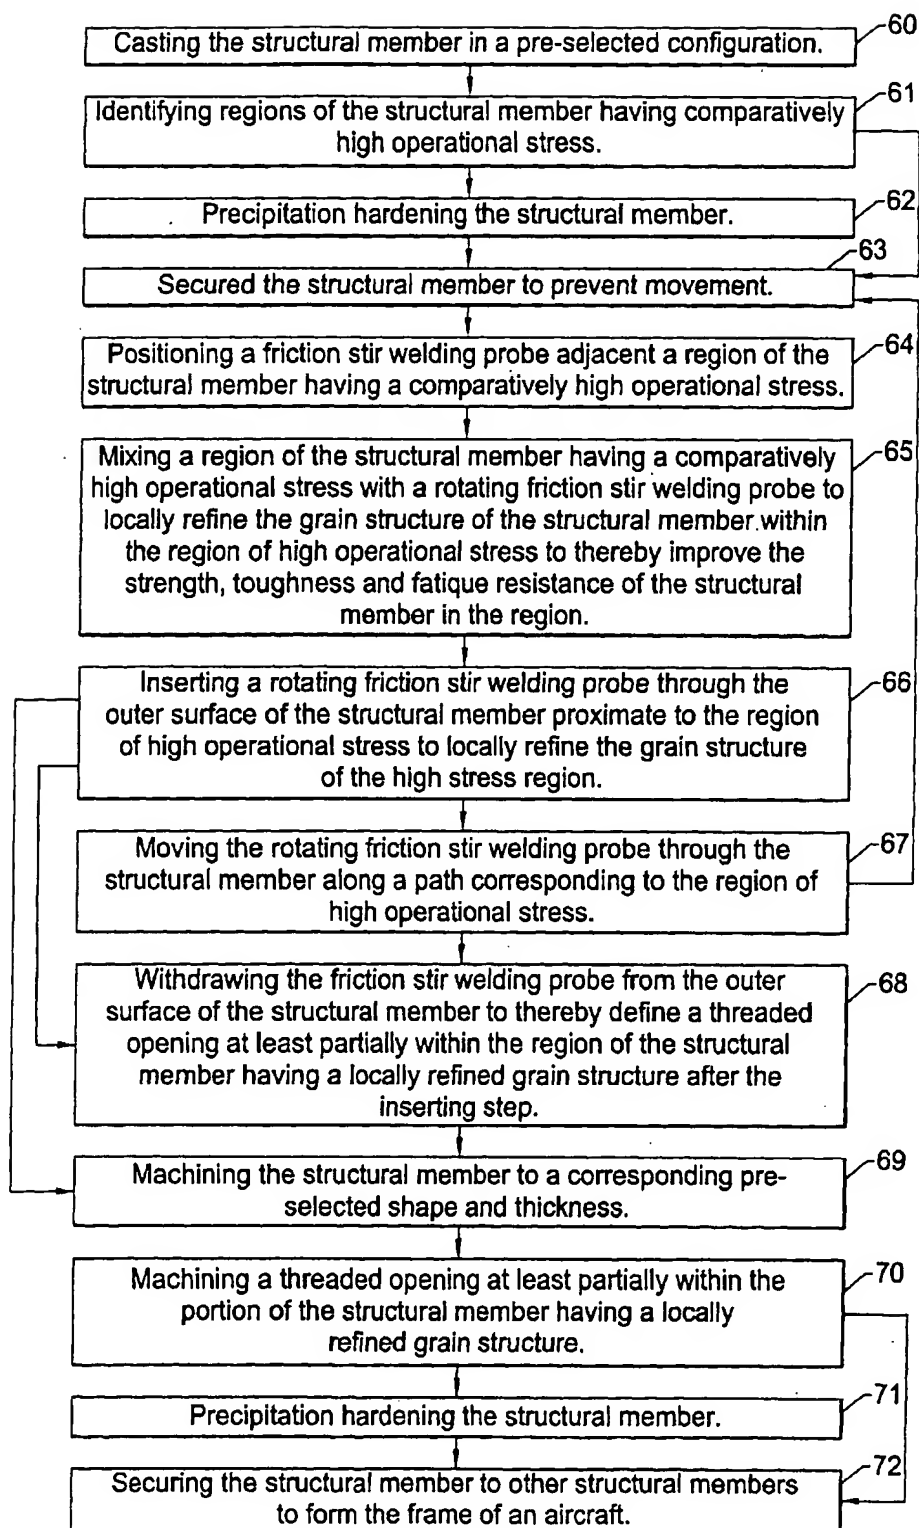 Casting the structural member in a pre-selected configuration.
60
Identifying regions of the structural member having comparatively
high operational stress.
61
Precipitation hardening the structural member.
62
Secured the structural member to prevent movement.
63
Positioning a friction stir welding probe adjacent a region of the
structural member having a comparatively high operational stress.
64
Mixing a region of the structural member having a comparatively
high operational stress with a rotating friction stir welding probe to
locally refine the grain structure of the structural member within
the region of high operational stress to thereby improve the
strength, toughness and fatique resistance of the structural
member in the region.
65
Inserting a rotating friction stir welding probe through the
outer surface of the structural member proximate to the region
of high operational stress to locally refine the grain structure
of the high stress region.
66
Moving the rotating friction stir welding probe through the
structural member along a path corresponding to the region of
high operational stress.
67
Withdrawing the friction stir welding probe from the outer
surface of the structural member to thereby define a threaded
opening at least partially within the region of the structural
member having a locally refined grain structure after the
inserting step.
68
Machining the structural member to a corresponding pre-
selected shape and thickness.
69
Machining a threaded opening at least partially within the
portion of the structural member having a locally
refined grain structure.
70
Precipitation hardening the structural member.
71
Securing the structural member to other structural members
to form the frame of an aircraft.
72